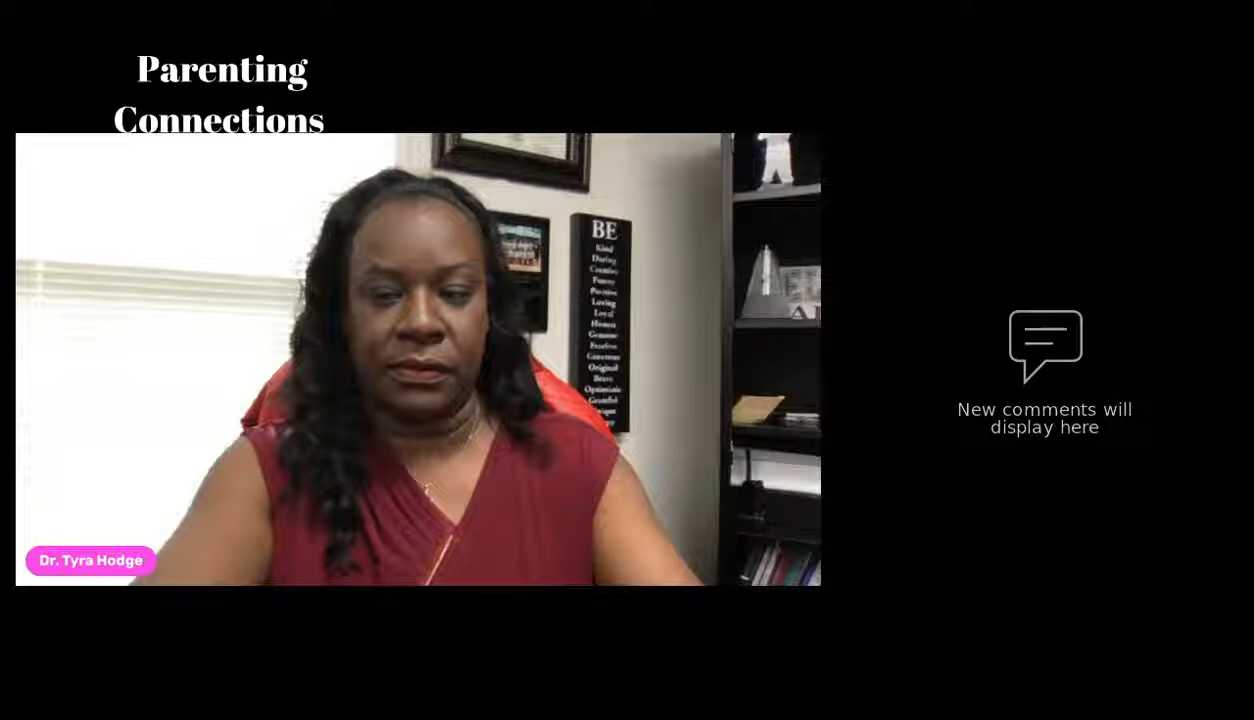 Parenting
Connections
BE
Kind
Daring
Creative
Funny
Positive
Loving
Loyal
Honest
Genuine
Fearless
Generous
Original
Brave
Optimistic
Grateful
Unique
New comments will
display here
Dr. Tyra Hodge